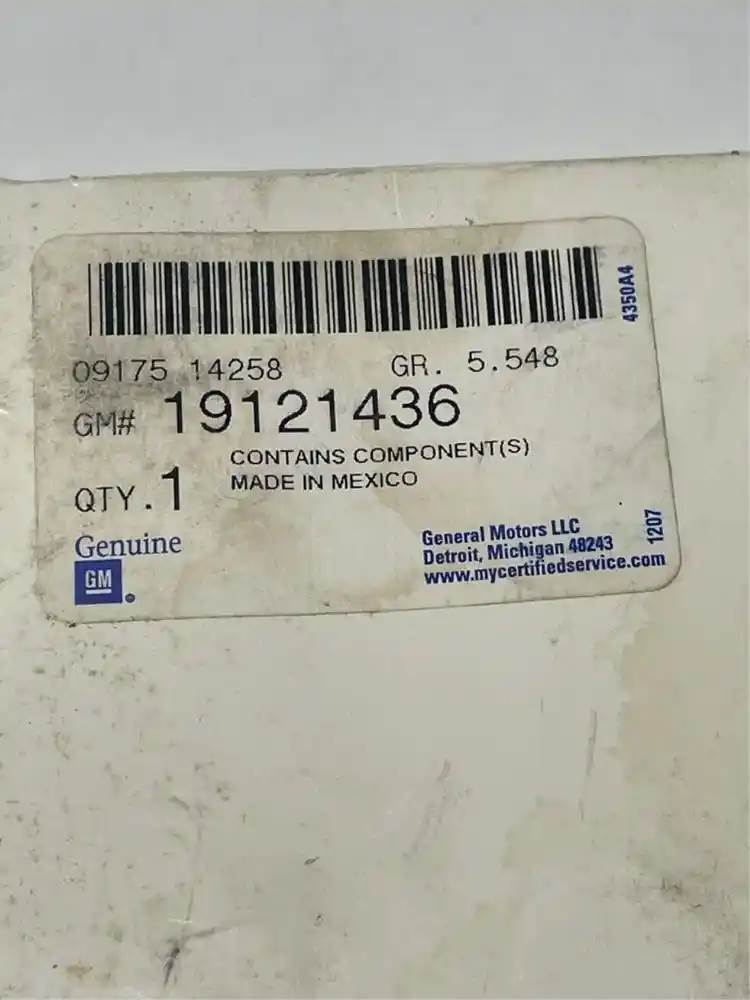 4350A4
09175 14258 GR. 5.548
GM# 19121436
CONTAINS COMPONENT(S)
MADE IN MEXICO
QTY. 1
Genuine
GM
General Motors LLC
Detroit, Michigan 48243
www.mycertifiedservice.com
1207